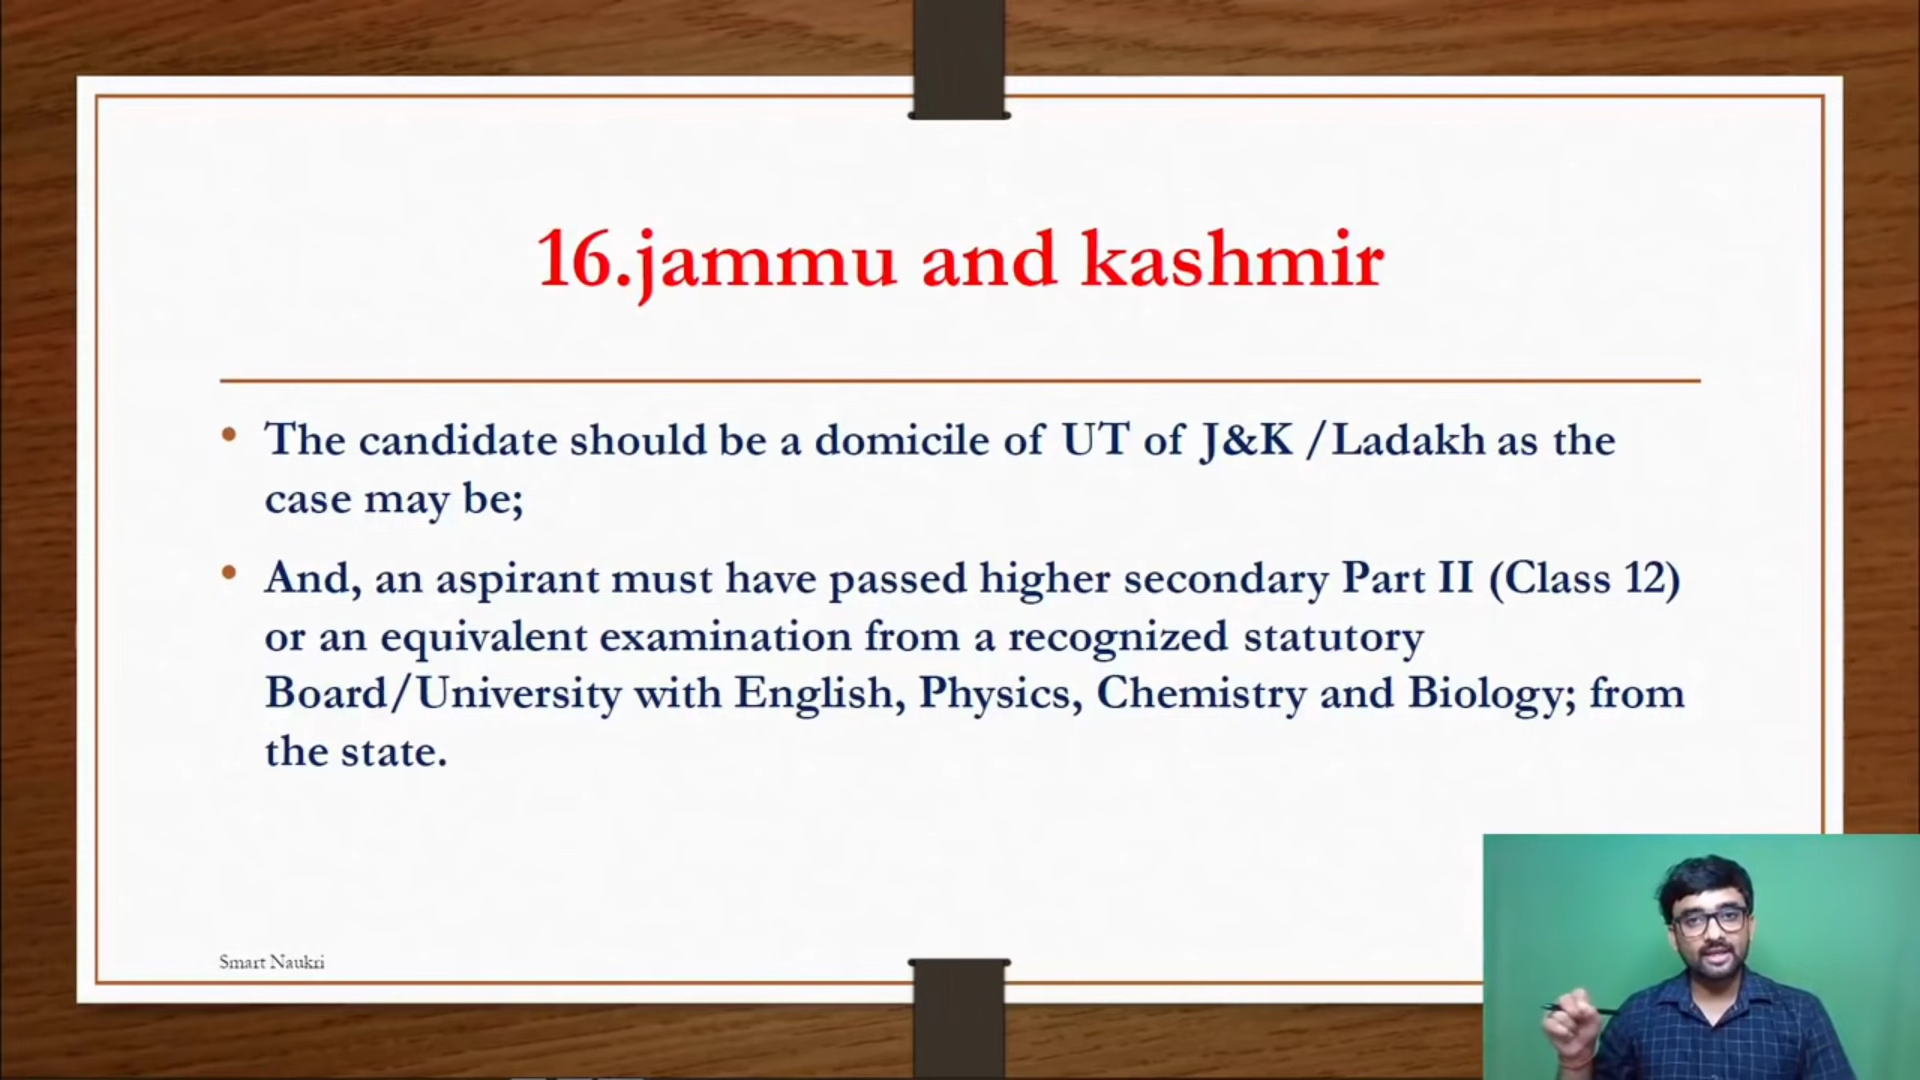 16.jammu and kashmir
The candidate should be a domicile of UT of J&K /Ladakh as the
case may be;
And, an aspirant must have passed higher secondary Part II (Class 12)
or an equivalent examination from a recognized statutory
Board/University with English, Physics, Chemistry and Biology; from
the state.
Smart Naukri